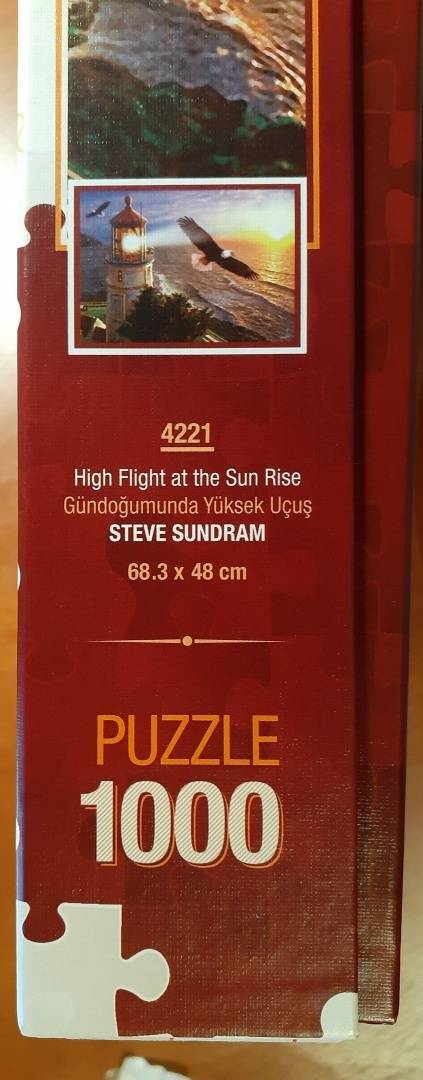 4221
High Flight at the Sun Rise
Gündoğumunda Yüksek Uçuş
STEVE SUNDRAM
68.3 x 48 cm
PUZZLE
1000